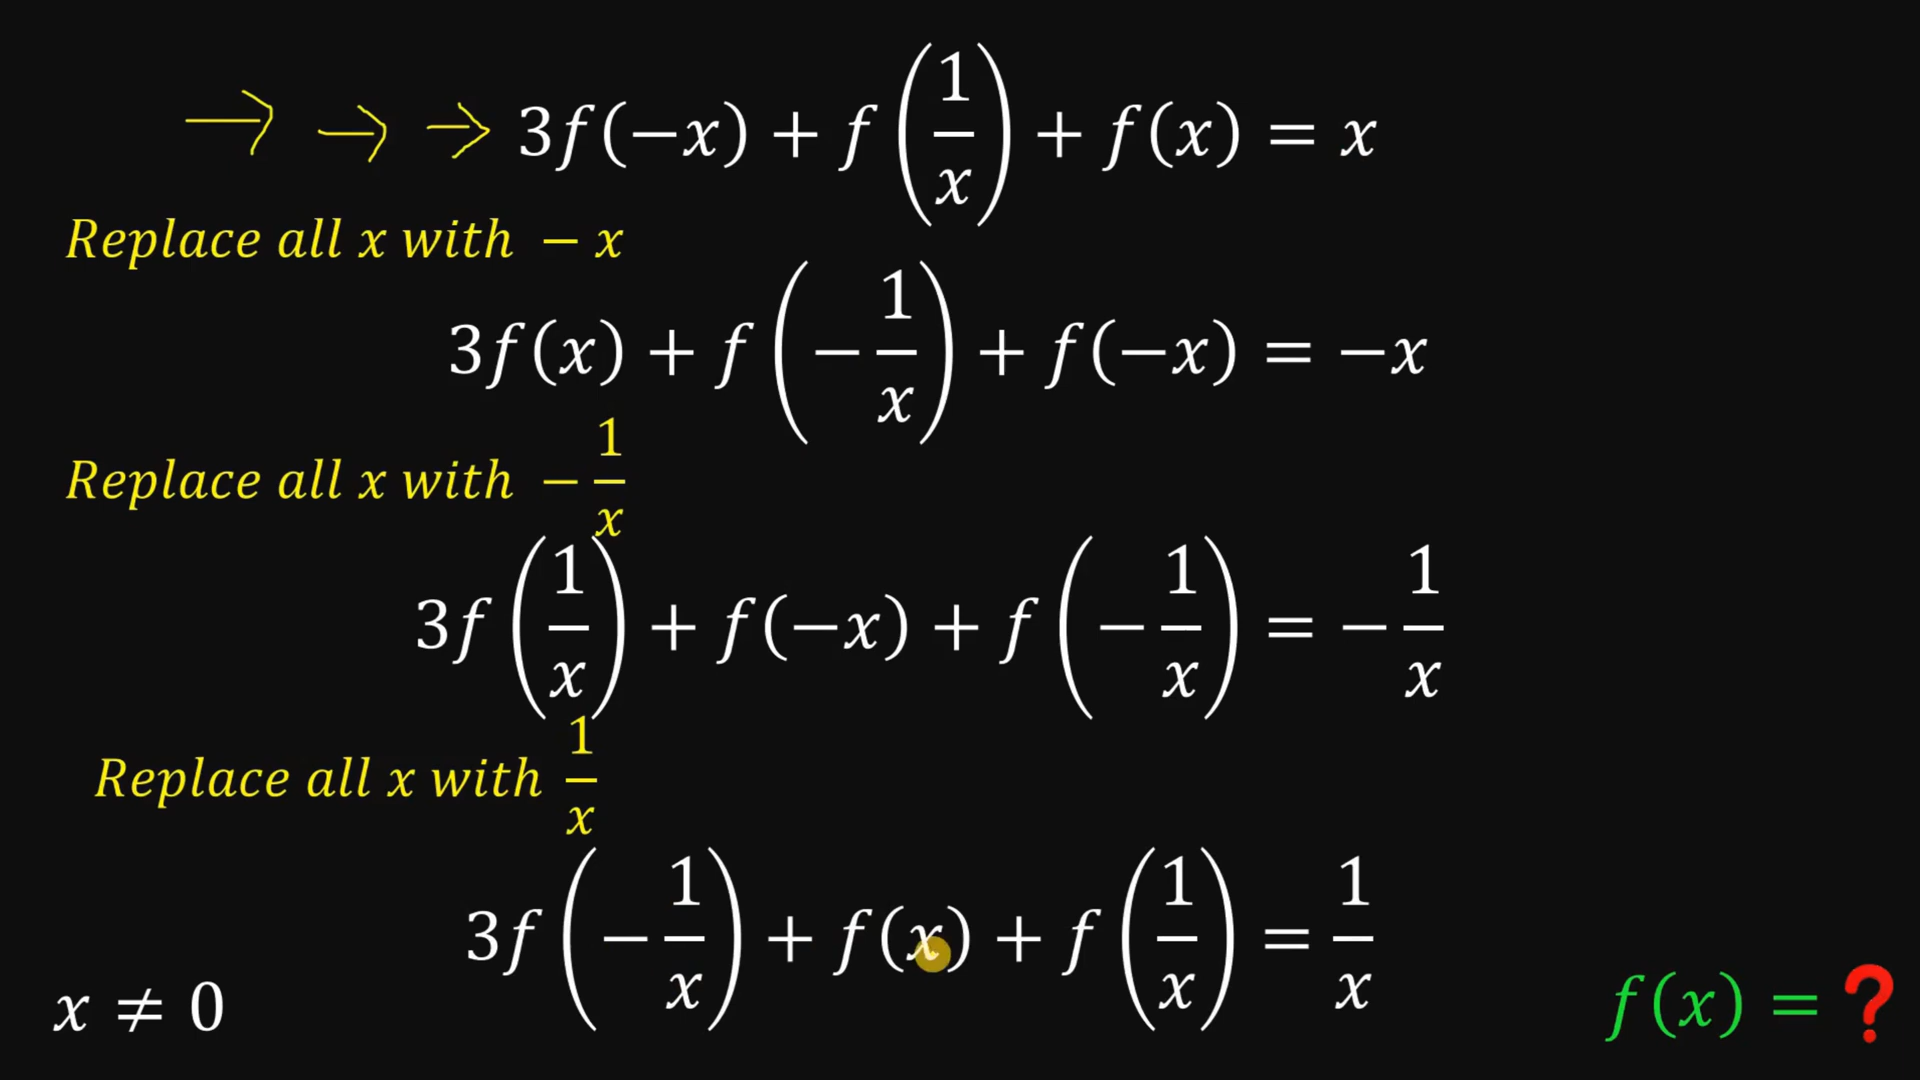 → → → 3f(−x) + f(1/x) + f(x) = x
Replace all x with − x
3f(x) + f(−1/x) + f(−x) = −x
Replace all x with −1/x
3f(1/x) + f(−x) + f(−1/x) = −1/x
Replace all x with 1/x
3f(−1/x) + f(x) + f(1/x) = 1/x
x ≠ 0
f(x) = ❓